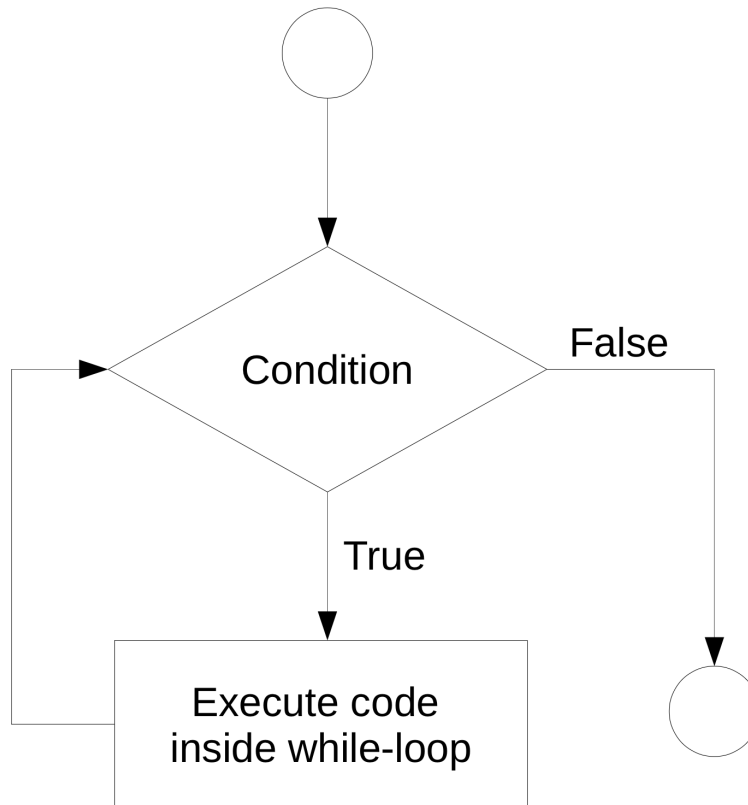 Condition
False
True
Execute code
inside while-loop